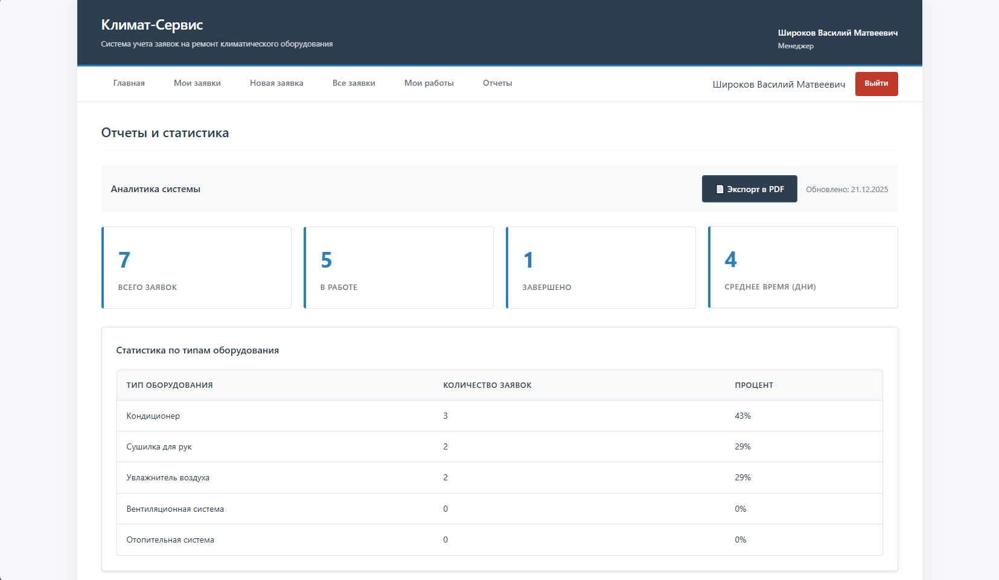 Климат-Сервис
Система учета заявок на ремонт климатического оборудования
Широков Василий Матвеевич
Менеджер
Главная Мои заявки Новая заявка Все заявки Мои работы Отчеты Широков Василий Матвеевич Выйти
Отчеты и статистика
Аналитика системы Экспорт в PDF Обновлено: 21.12.2025
7 5 1 4
ВСЕГО ЗАЯВОК В РАБОТЕ ЗАВЕРШЕНО СРЕДНЕЕ ВРЕМЯ (ДНИ)
Статистика по типам оборудования
ТИП ОБОРУДОВАНИЯ КОЛИЧЕСТВО ЗАЯВОК ПРОЦЕНТ
Кондиционер 3 43%
Сушилка для рук 2 29%
Увлажнитель воздуха 2 29%
Вентиляционная система 0 0%
Отопительная система 0 0%